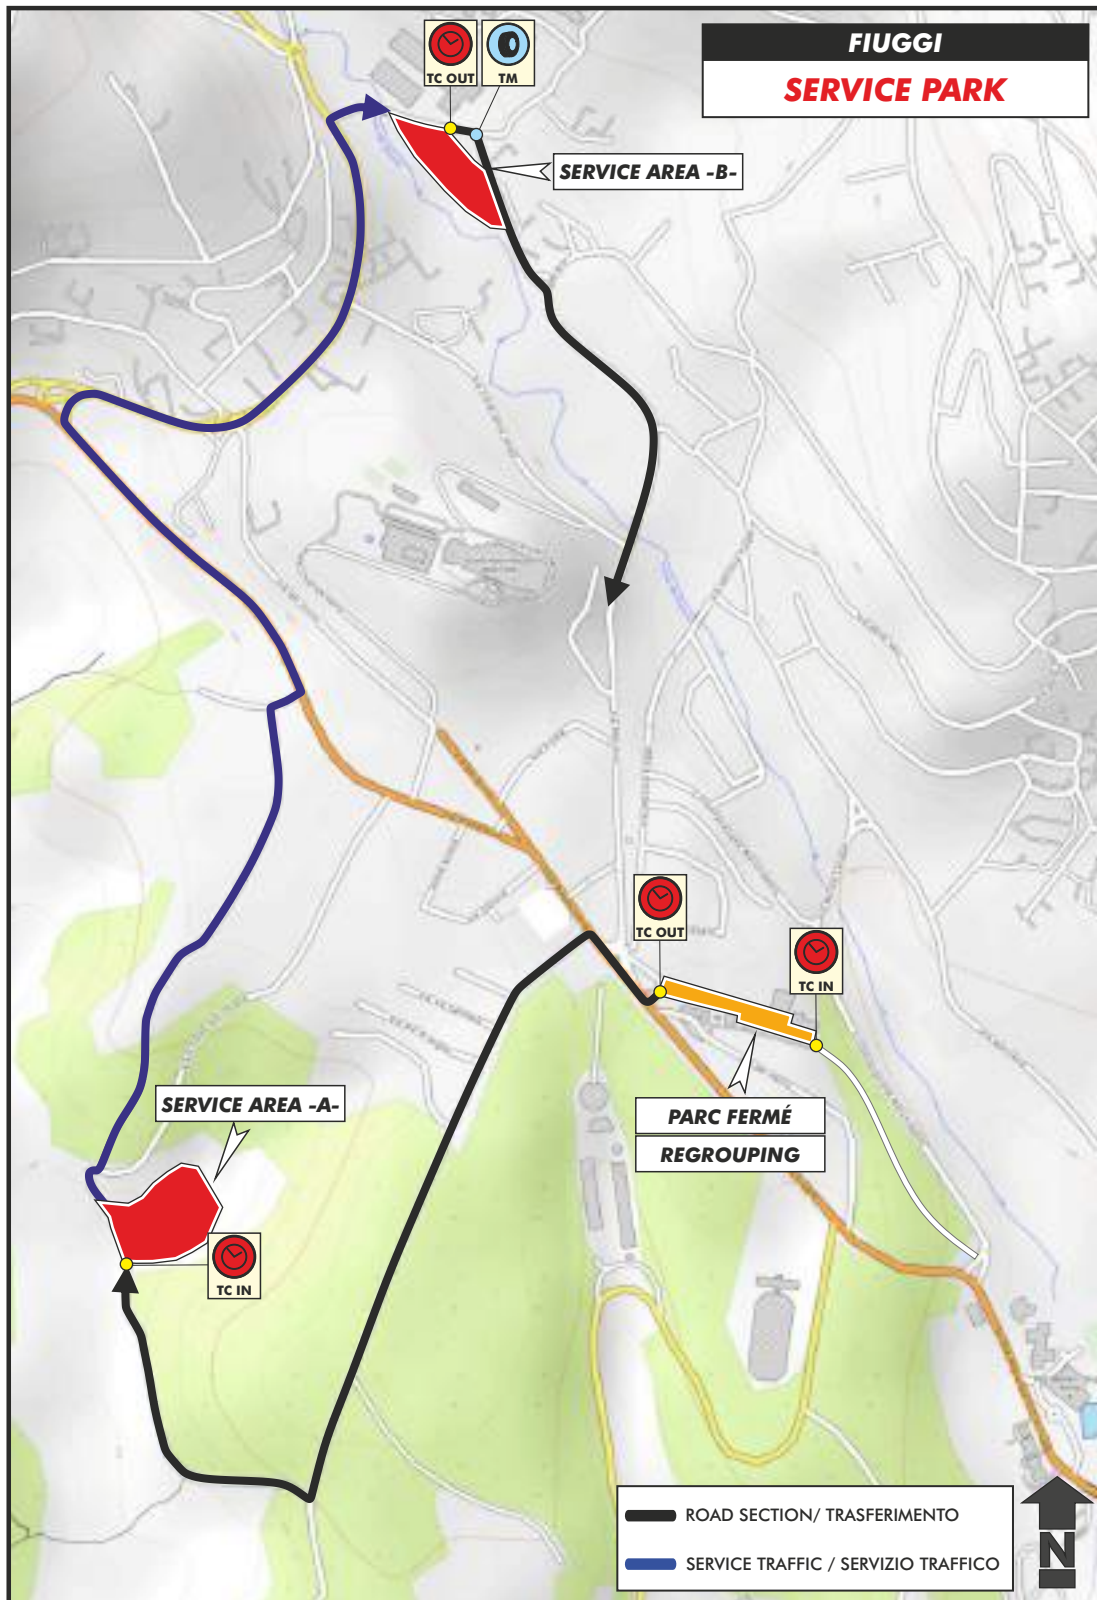 FIUGGI
SERVICE PARK
TC OUT
TM
SERVICE AREA -B-
TC OUT
TC IN
PARC FERMÉ
REGROUPING
SERVICE AREA -A-
TC IN
ROAD SECTION/ TRASFERIMENTO
SERVICE TRAFFIC / SERVIZIO TRAFFICO
N